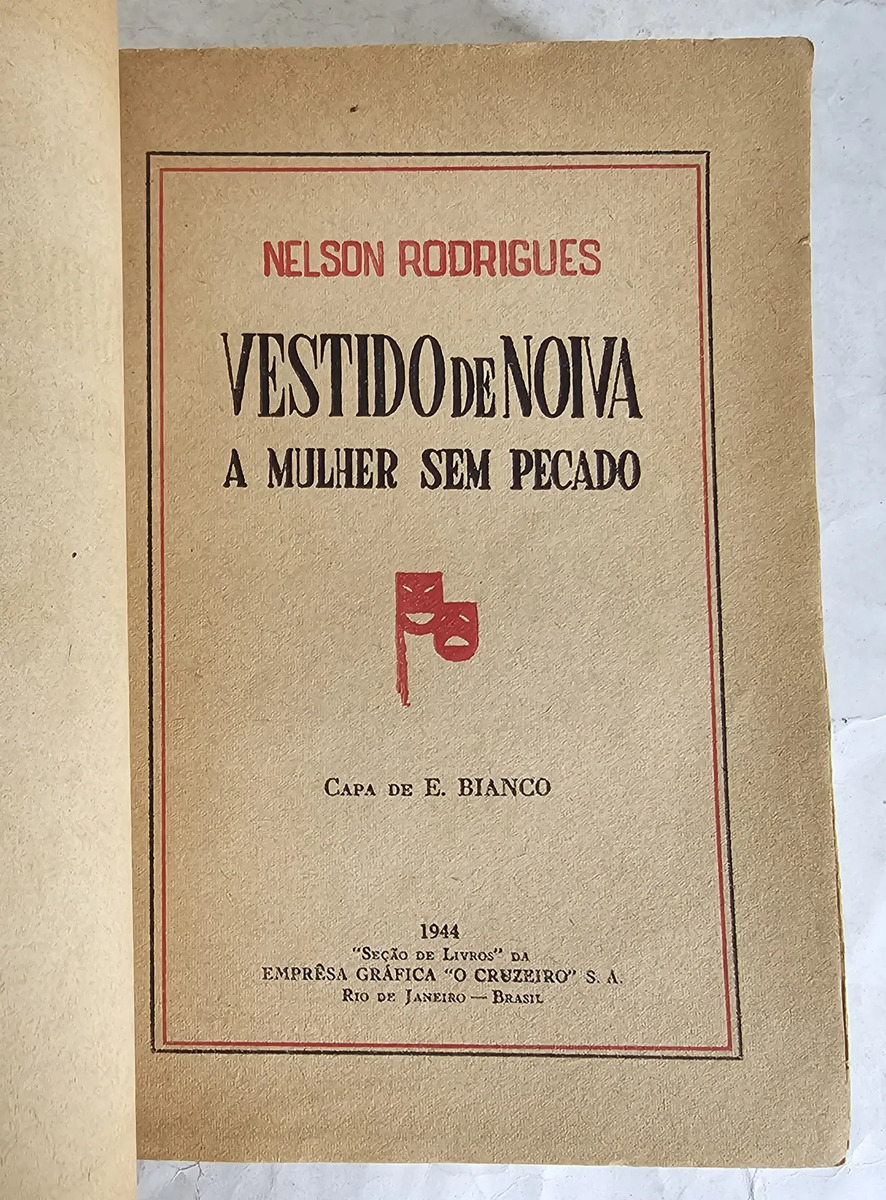 NELSON RODRIGUES
VESTIDO DE NOIVA
A MULHER SEM PECADO
CAPA DE E. BIANCO
1944
"SEÇÃO DE LIVROS" DA
EMPRÊSA GRÁFICA "O CRUZEIRO" S. A.
RIO DE JANEIRO — BRASIL